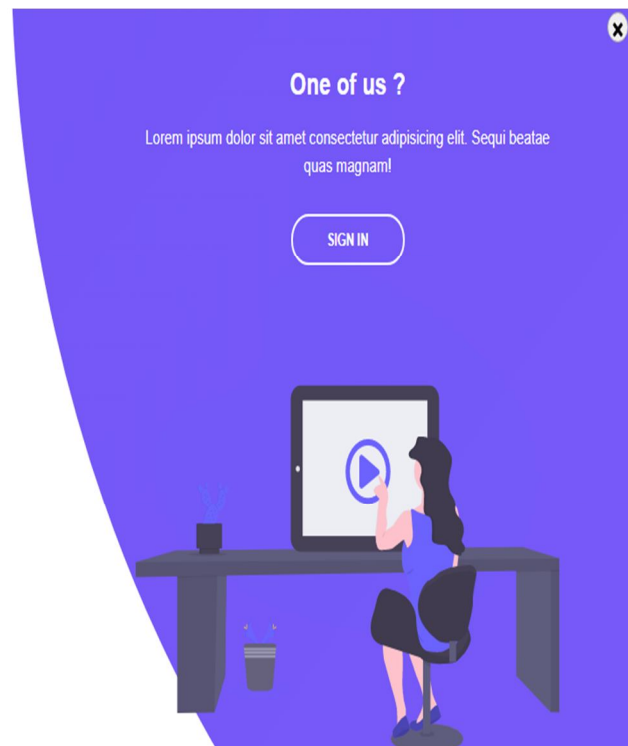 One of us ?
Lorem ipsum dolor sit amet consectetur adipisicing elit. Sequi beatae
quas magnam!
SIGN IN